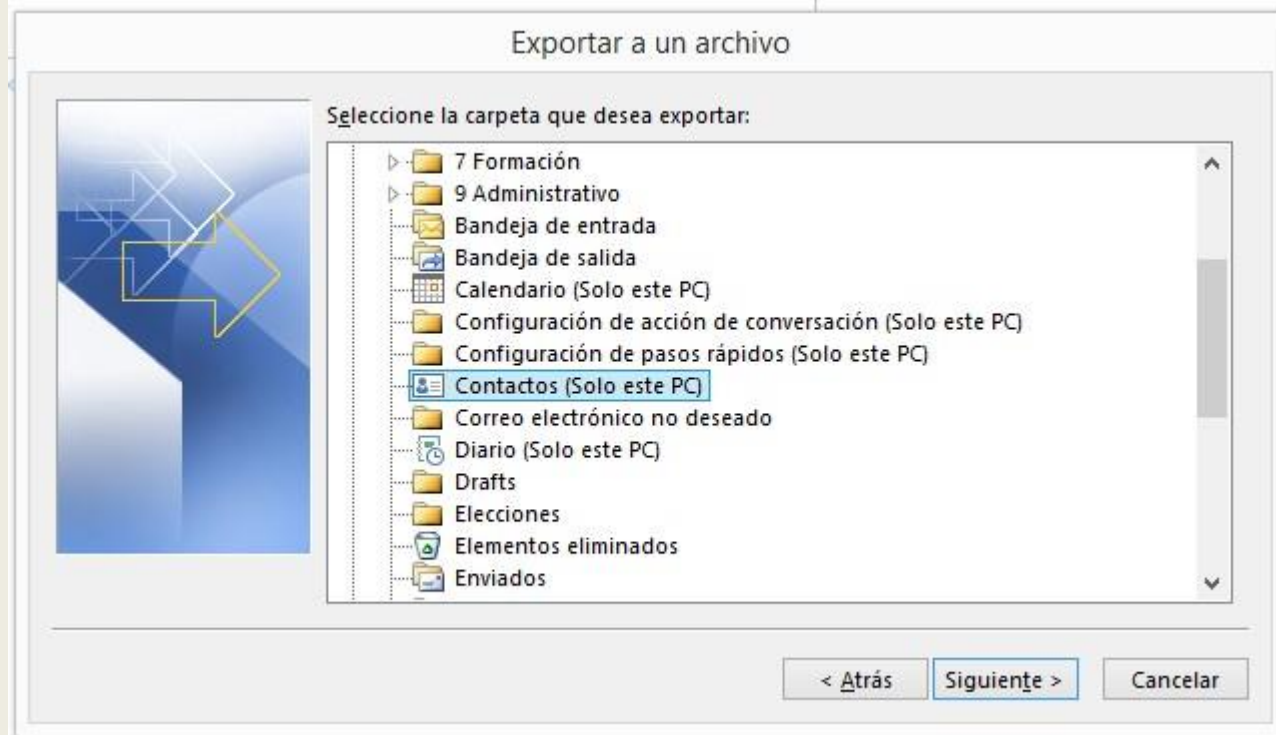 Exportar a un archivo
Seleccione la carpeta que desea exportar:
7 Formación
9 Administrativo
Bandeja de entrada
Bandeja de salida
Calendario (Solo este PC)
Configuración de acción de conversación (Solo este PC)
Configuración de pasos rápidos (Solo este PC)
Contactos (Solo este PC)
Correo electrónico no deseado
Diario (Solo este PC)
Drafts
Elecciones
Elementos eliminados
Enviados
< Atrás Siguiente > Cancelar